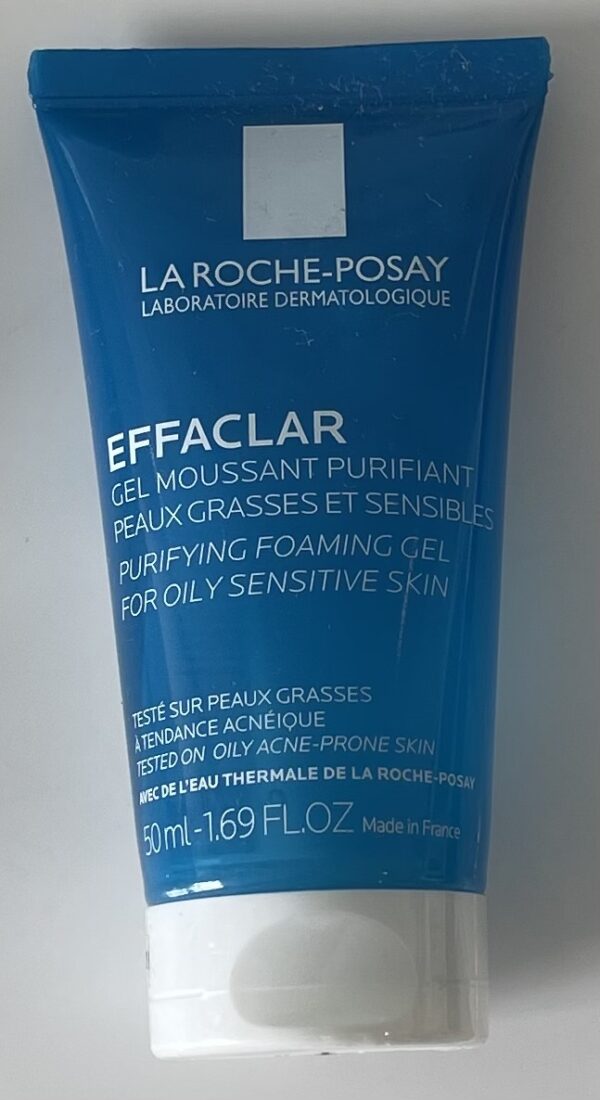 LA ROCHE-POSAY
LABORATOIRE DERMATOLOGIQUE
EFFACLAR
GEL MOUSSANT PURIFIANT
PEAUX GRASSES ET SENSIBLES
PURIFYING FOAMING GEL
FOR OILY SENSITIVE SKIN
TESTÉ SUR PEAUX GRASSES
À TENDANCE ACNÉIQUE
TESTED ON OILY ACNE-PRONE SKIN
AVEC DE L'EAU THERMALE DE LA ROCHE-POSAY
50 ml - 1.69 FL.OZ Made in France